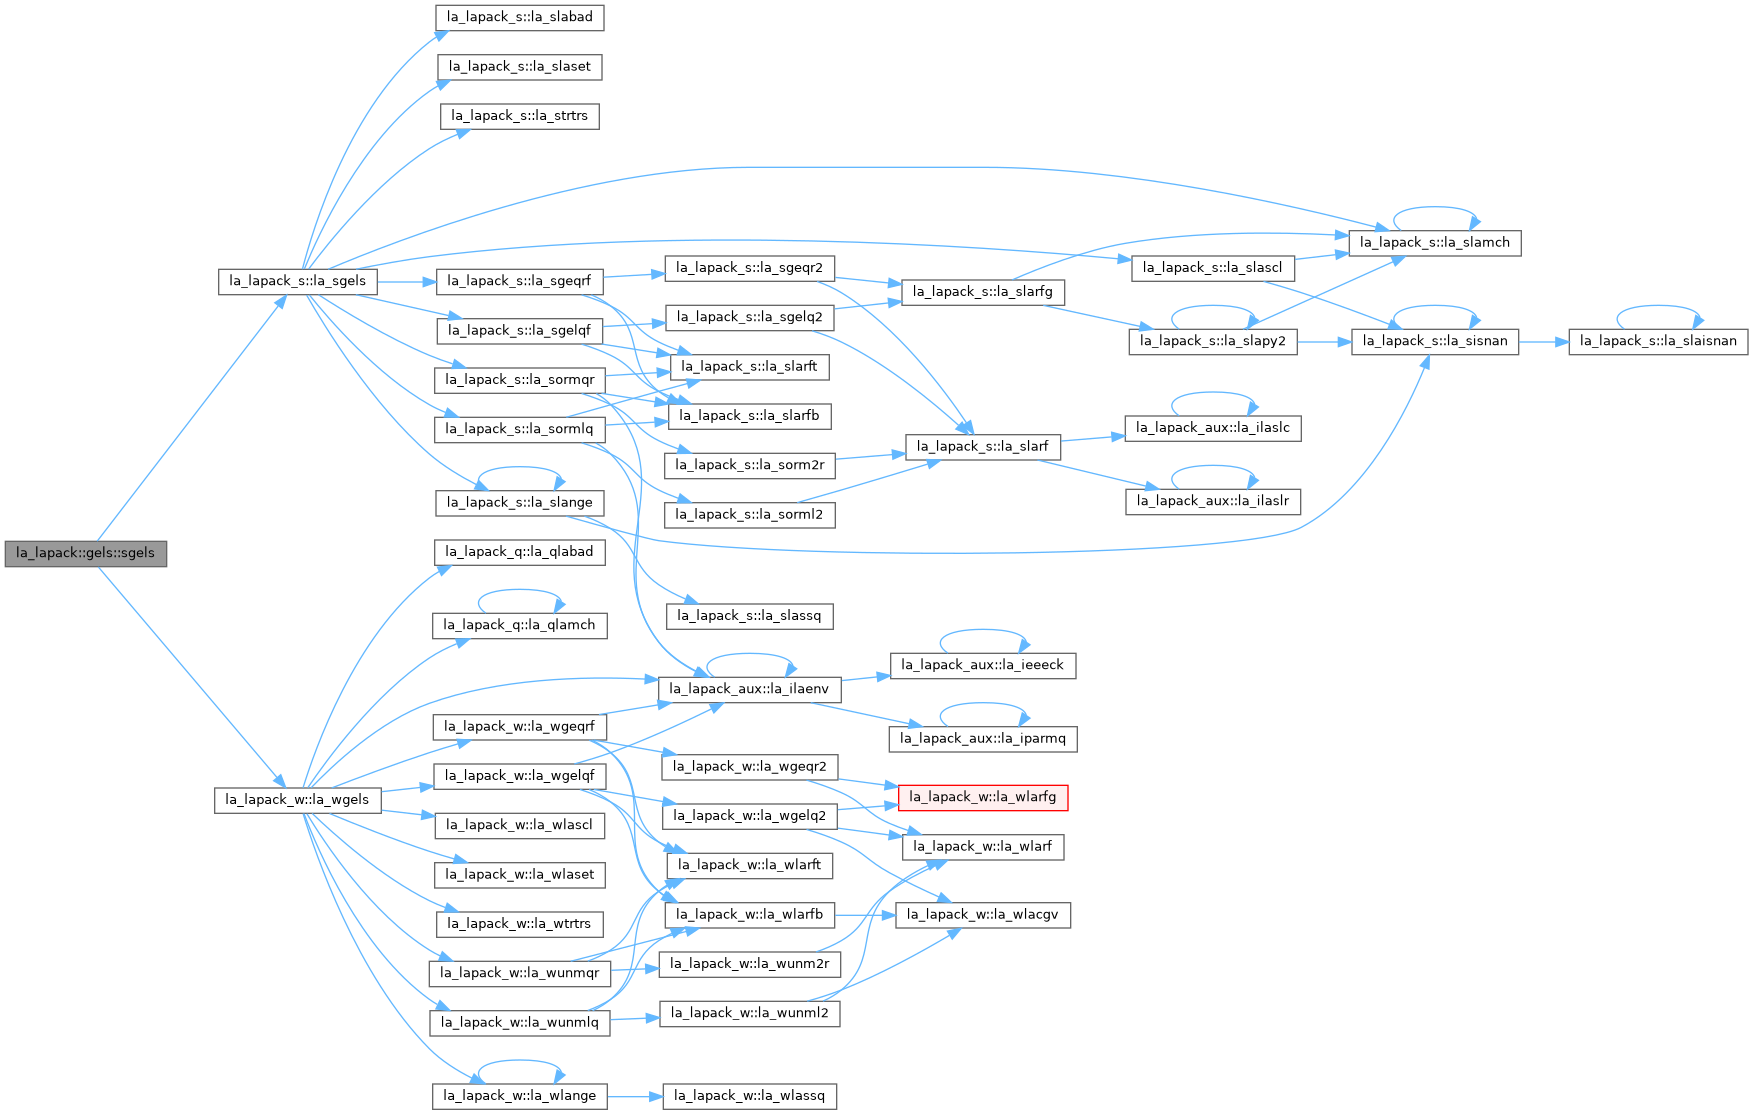 la_lapack::gels::sgels
la_lapack_s::la_sgels
la_lapack_w::la_wgels
la_lapack_s::la_slabad
la_lapack_s::la_slaset
la_lapack_s::la_strtrs
la_lapack_s::la_sgeqrf
la_lapack_s::la_sgelqf
la_lapack_s::la_sormqr
la_lapack_s::la_sormlq
la_lapack_s::la_slange
la_lapack_q::la_qlabad
la_lapack_q::la_qlamch
la_lapack_w::la_wgeqrf
la_lapack_w::la_wgelqf
la_lapack_w::la_wlascl
la_lapack_w::la_wlaset
la_lapack_w::la_wtrtrs
la_lapack_w::la_wunmqr
la_lapack_w::la_wunmlq
la_lapack_w::la_wlange
la_lapack_s::la_sgeqr2
la_lapack_s::la_sgelq2
la_lapack_s::la_slarft
la_lapack_s::la_slarfb
la_lapack_s::la_sorm2r
la_lapack_s::la_sorml2
la_lapack_s::la_slassq
la_lapack_aux::la_ilaenv
la_lapack_w::la_wgeqr2
la_lapack_w::la_wgelq2
la_lapack_w::la_wlarft
la_lapack_w::la_wlarfb
la_lapack_w::la_wunm2r
la_lapack_w::la_wunml2
la_lapack_w::la_wlassq
la_lapack_s::la_slarfg
la_lapack_s::la_slarf
la_lapack_aux::la_ieeeck
la_lapack_aux::la_iparmq
la_lapack_w::la_wlarfg
la_lapack_w::la_wlarf
la_lapack_w::la_wlacgv
la_lapack_s::la_slascl
la_lapack_s::la_slapy2
la_lapack_aux::la_ilaslc
la_lapack_aux::la_ilaslr
la_lapack_s::la_slamch
la_lapack_s::la_sisnan
la_lapack_s::la_slaisnan